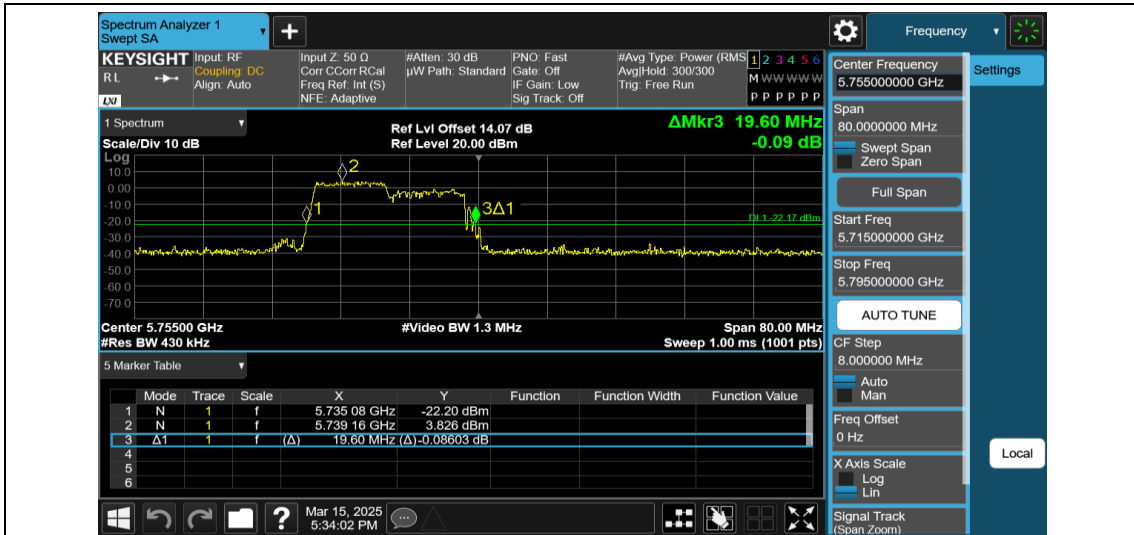 Spectrum Analyzer 1
Swept SA
Frequency
KEYSIGHT
RL
LXI
Input: RF
Coupling: DC
Align: Auto
Input Z: 50 Ω
Corr CCorr RCal
Freq Ref: Int (S)
NFE: Adaptive
#Atten: 30 dB
µW Path: Standard
PNO: Fast
Gate: Off
IF Gain: Low
Sig Track: Off
#Avg Type: Power (RMS
Avg|Hold: 300/300
Trig: Free Run
1 2 3 4 5 6
M W W W W W
P P P P P P
1 Spectrum
Scale/Div 10 dB
Ref Lvl Offset 14.07 dB
Ref Level 20.00 dBm
ΔMkr3 19.60 MHz
-0.09 dB
Log
10.0
0.00
-10.0
-20.0
-30.0
-40.0
-50.0
-60.0
-70.0
2
1
3Δ1
DL1 -22.17 dBm
Center 5.75500 GHz
#Video BW 1.3 MHz
Span 80.00 MHz
#Res BW 430 kHz
Sweep 1.00 ms (1001 pts)
5 Marker Table
Mode Trace Scale X Y Function Function Width Function Value
1 N 1 f 5.735 08 GHz -22.20 dBm
2 N 1 f 5.739 16 GHz 3.826 dBm
3 Δ1 1 f (Δ) 19.60 MHz (Δ) -0.08603 dB
4
5
6
Mar 15, 2025
5:34:02 PM
Center Frequency
5.755000000 GHz
Settings
Span
80.0000000 MHz
Swept Span
Zero Span
Full Span
Start Freq
5.715000000 GHz
Stop Freq
5.795000000 GHz
AUTO TUNE
CF Step
8.000000 MHz
Auto
Man
Freq Offset
0 Hz
Local
X Axis Scale
Log
Lin
Signal Track
(Span Zoom)